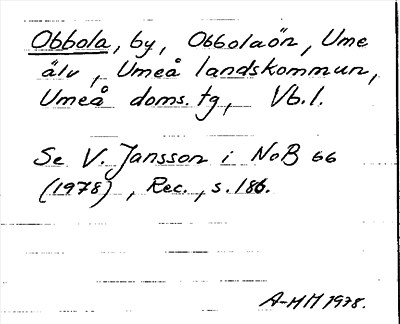 Obbola, by, Obbolaön, Ume
älv, Umeå landskommun,
Umeå doms.tg, Vb.l.
Se V. Jansson i NoB 66
(1978), Rec., s.186.
A-MM 1978.